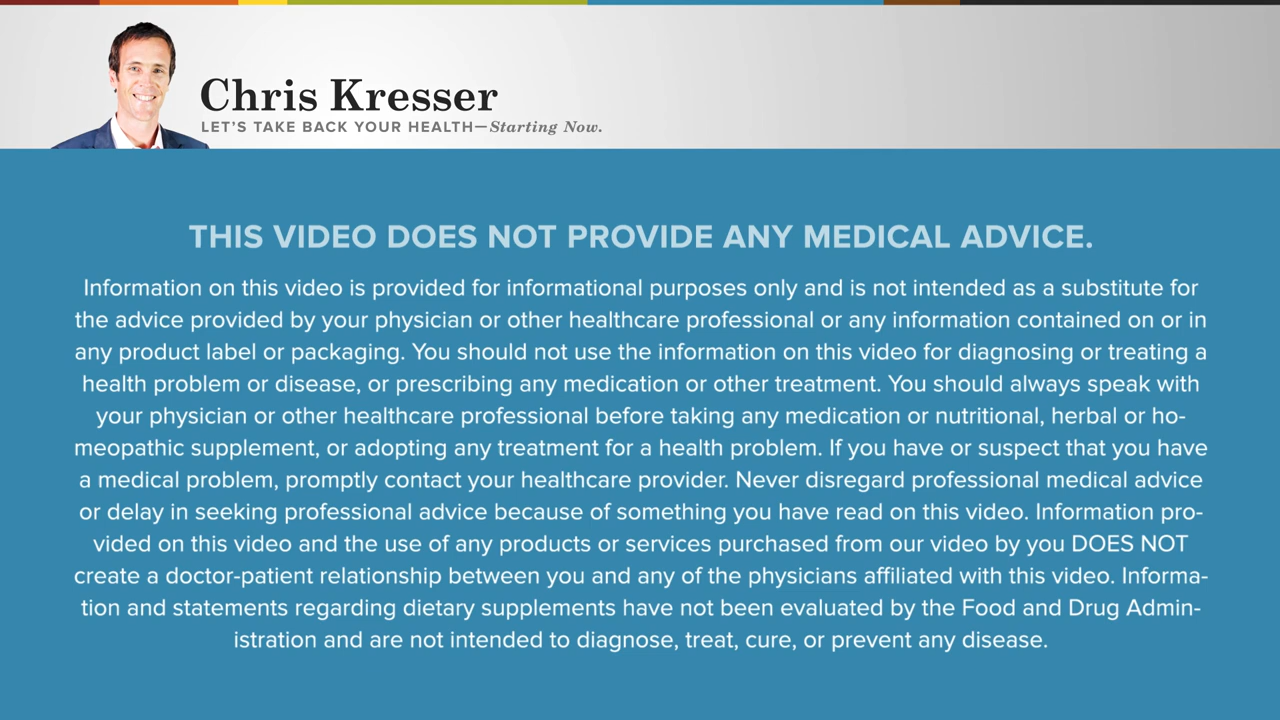 Chris Kresser
LET'S TAKE BACK YOUR HEALTH—Starting Now.
THIS VIDEO DOES NOT PROVIDE ANY MEDICAL ADVICE.
Information on this video is provided for informational purposes only and is not intended as a substitute for
the advice provided by your physician or other healthcare professional or any information contained on or in
any product label or packaging. You should not use the information on this video for diagnosing or treating a
health problem or disease, or prescribing any medication or other treatment. You should always speak with
your physician or other healthcare professional before taking any medication or nutritional, herbal or ho-
meopathic supplement, or adopting any treatment for a health problem. If you have or suspect that you have
a medical problem, promptly contact your healthcare provider. Never disregard professional medical advice
or delay in seeking professional advice because of something you have read on this video. Information pro-
vided on this video and the use of any products or services purchased from our video by you DOES NOT
create a doctor-patient relationship between you and any of the physicians affiliated with this video. Informa-
tion and statements regarding dietary supplements have not been evaluated by the Food and Drug Admin-
istration and are not intended to diagnose, treat, cure, or prevent any disease.